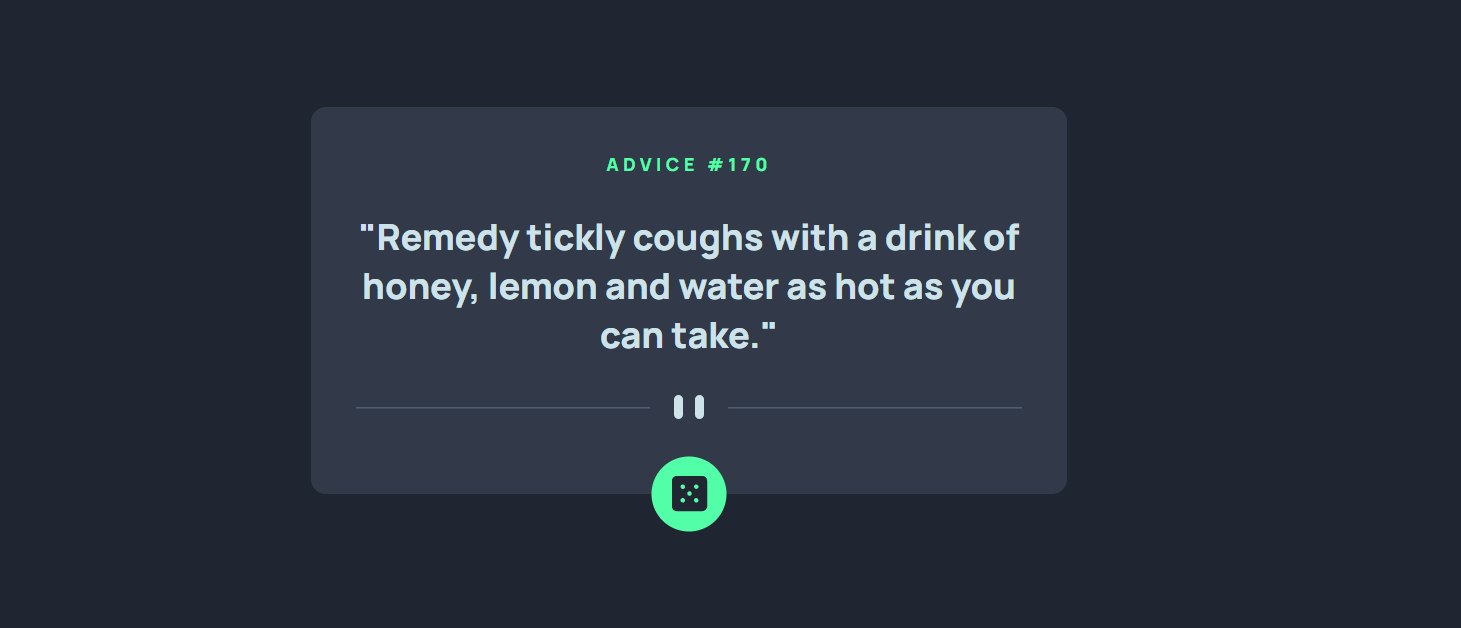 ADVICE #170
"Remedy tickly coughs with a drink of
honey, lemon and water as hot as you
can take."